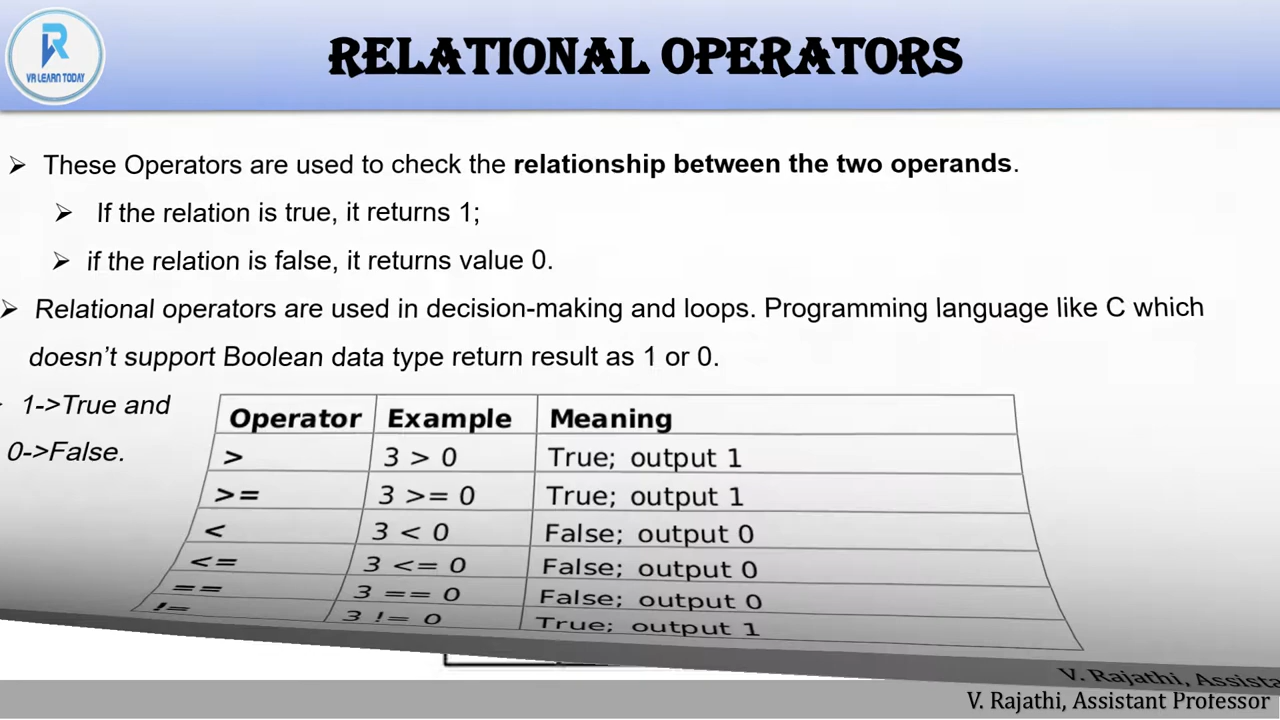 VR LEARN TODAY
RELATIONAL OPERATORS
These Operators are used to check the relationship between the two operands.
If the relation is true, it returns 1;
if the relation is false, it returns value 0.
Relational operators are used in decision-making and loops. Programming language like C which
doesn't support Boolean data type return result as 1 or 0.
1->True and
0->False.
Operator Example Meaning
> 3 > 0 True; output 1
>= 3 >= 0 True; output 1
< 3 < 0 False; output 0
<= 3 <= 0 False; output 0
== 3 == 0 False; output 0
!= 3 != 0 True; output 1
V. Rajathi, Assista
V. Rajathi, Assistant Professor